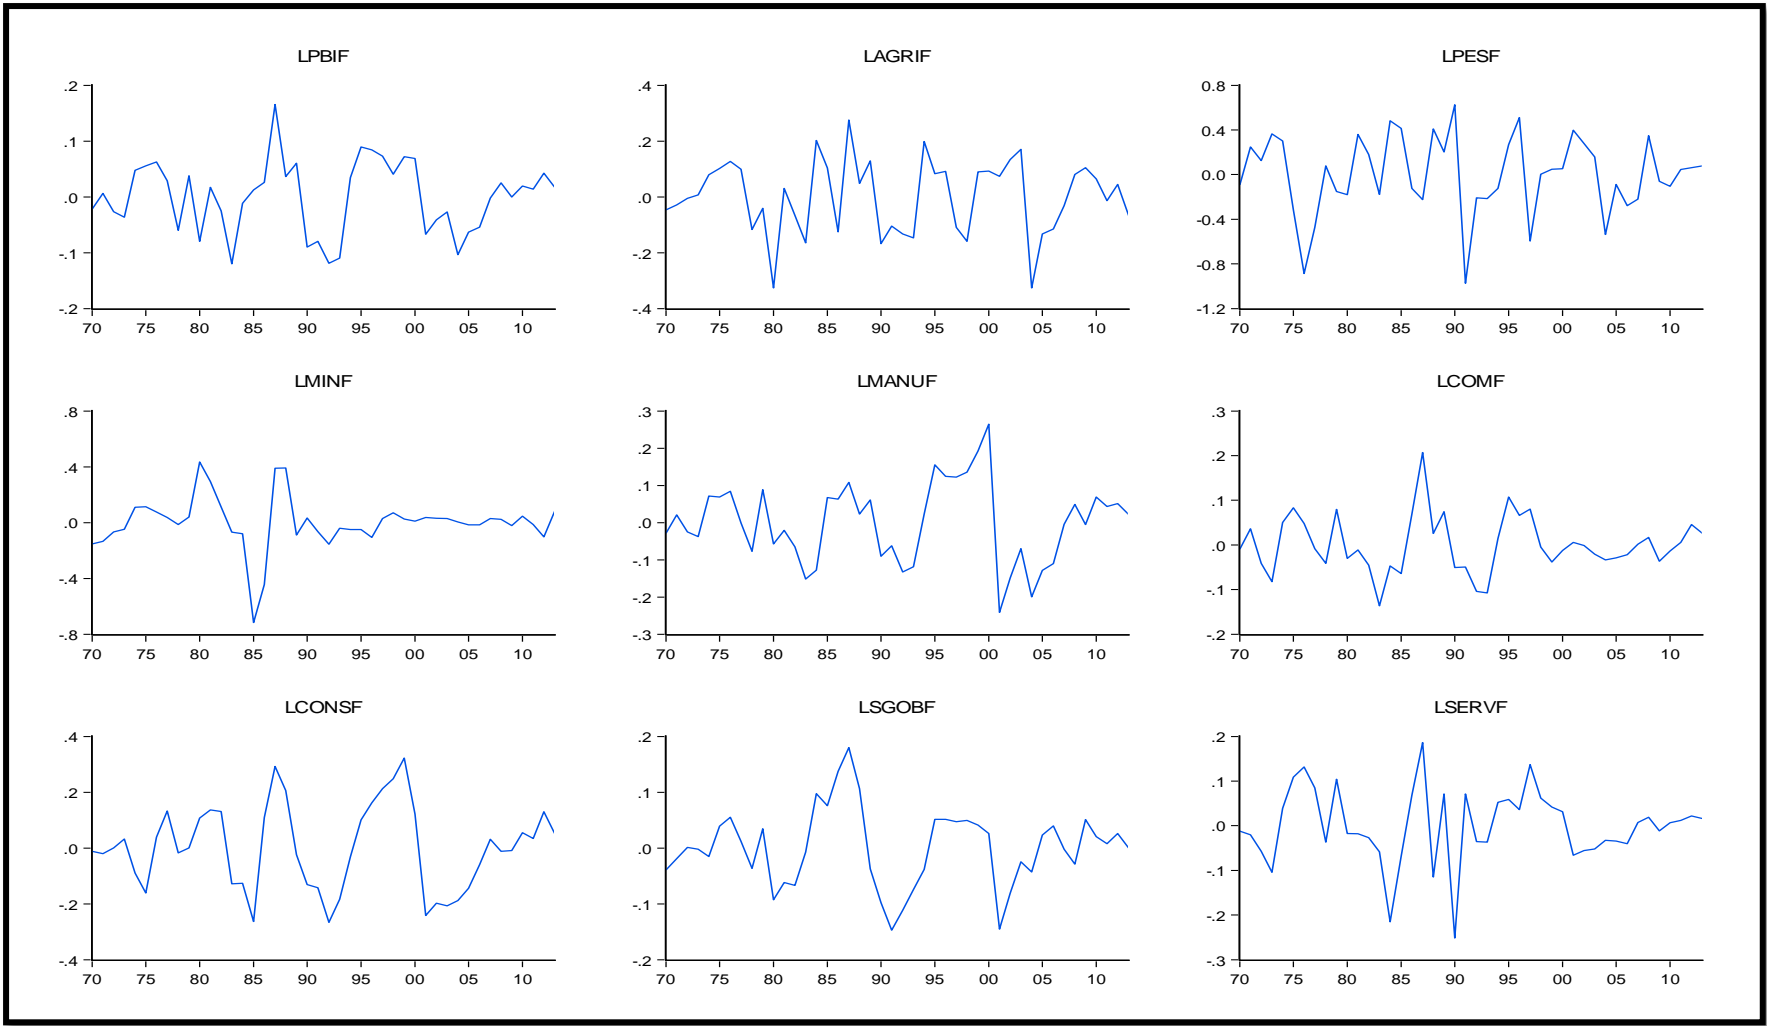 LPBIF LAGRIF LPESF
.2 .4 0.8
.1 .2 0.4
.0 .0 0.0
-.1 -.2 -0.4
-.2 -.4 -0.8
-1.2
70 75 80 85 90 95 00 05 10 70 75 80 85 90 95 00 05 10 70 75 80 85 90 95 00 05 10
LMINF LMANUF LCOMF
.8 .3 .3
.4 .2 .2
.0 .1 .1
-.4 .0 .0
-.8 -.1 -.1
-.2 -.2
-.3
70 75 80 85 90 95 00 05 10 70 75 80 85 90 95 00 05 10 70 75 80 85 90 95 00 05 10
LCONSF LSGOBF LSERVF
.4 .2 .2
.2 .1 .1
.0 .0 .0
-.2 -.1 -.1
-.4 -.2 -.2
-.3
70 75 80 85 90 95 00 05 10 70 75 80 85 90 95 00 05 10 70 75 80 85 90 95 00 05 10